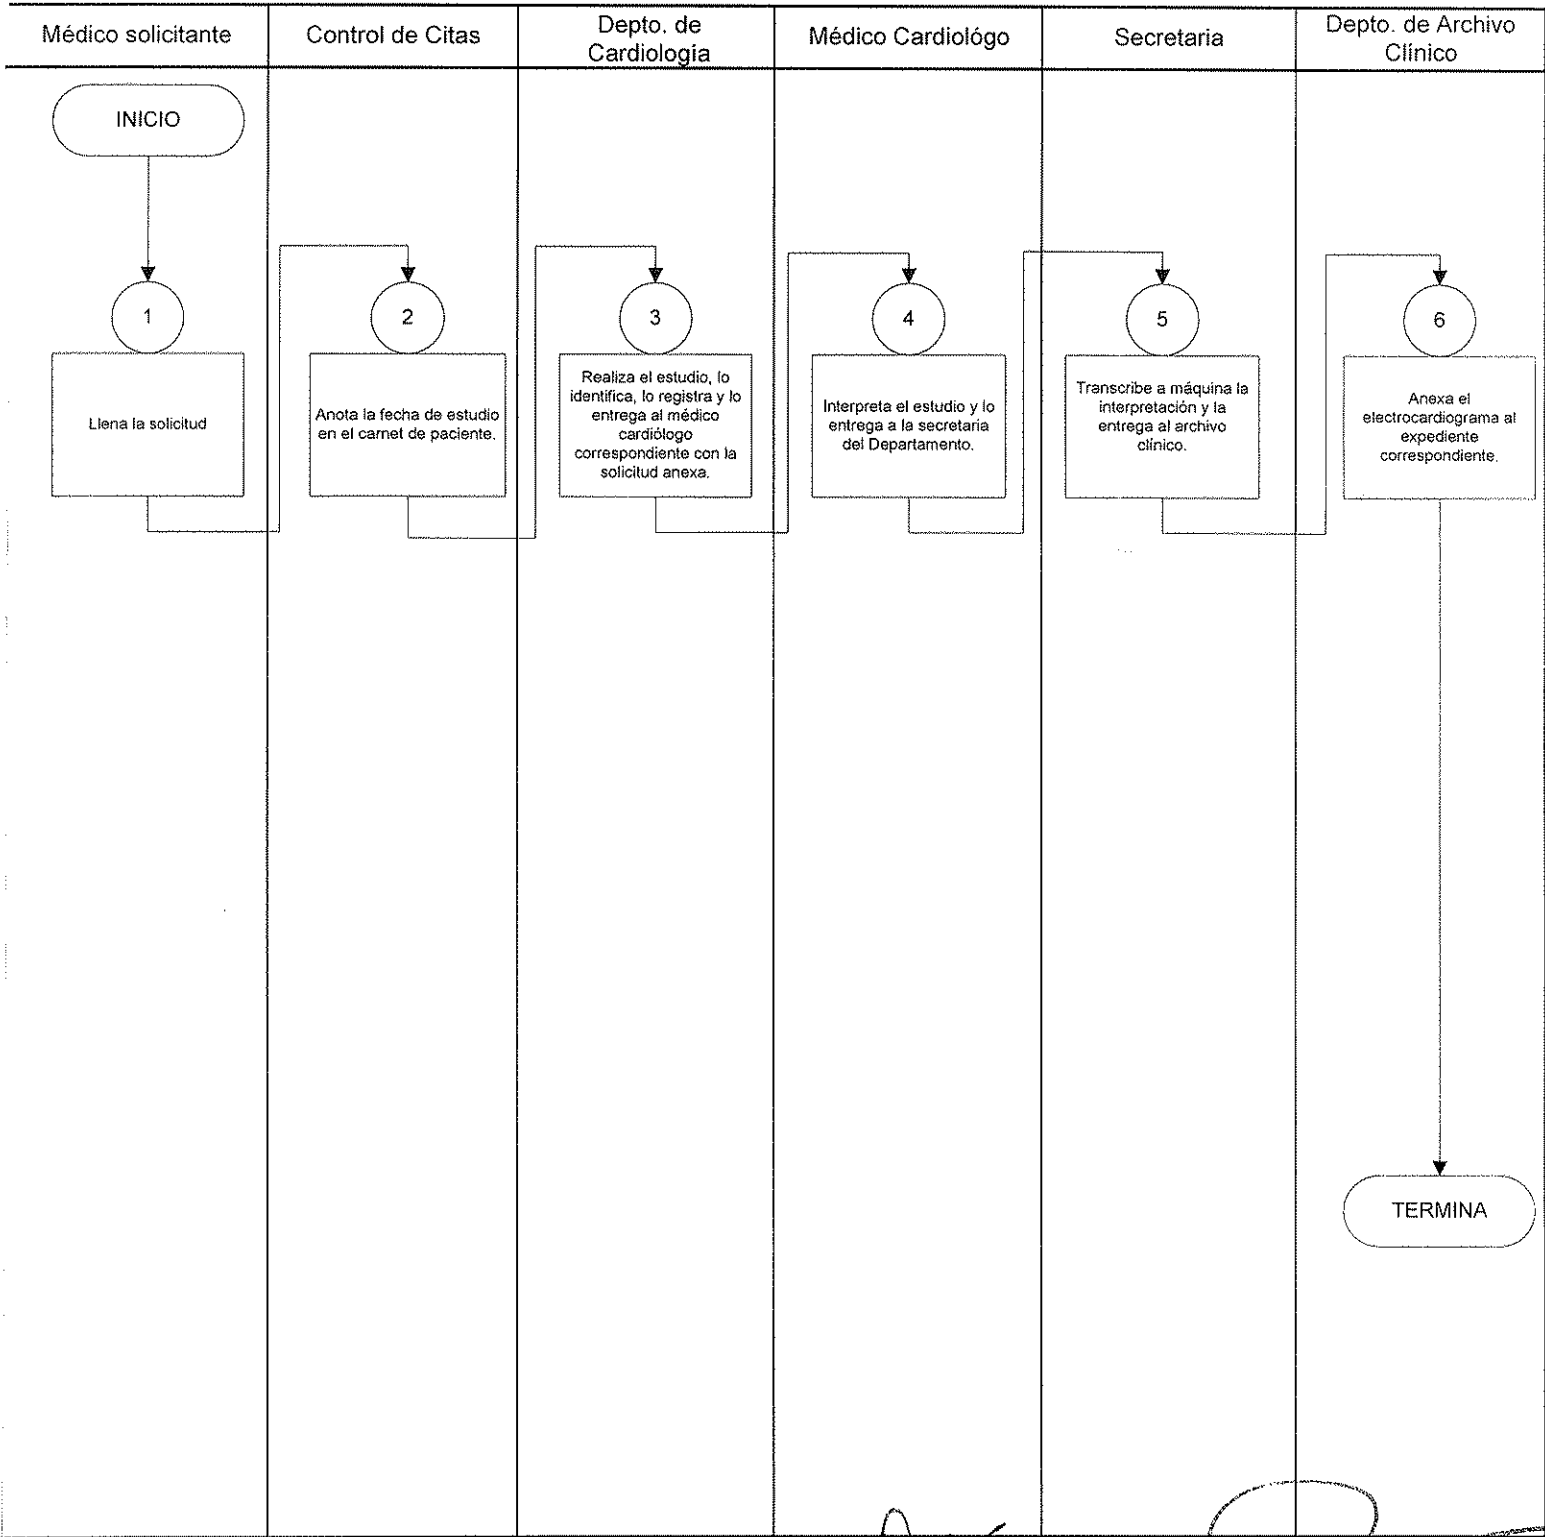 Médico solicitante
Control de Citas
Depto. de
Cardiología
Médico Cardiológo
Secretaria
Depto. de Archivo
Clínico
INICIO
1
Llena la solicitud
2
Anota la fecha de estudio
en el carnet de paciente.
3
Realiza el estudio, lo
identifica, lo registra y lo
entrega al médico
cardiólogo
correspondiente con la
solicitud anexa.
4
Interpreta el estudio y lo
entrega a la secretaria
del Departamento.
5
Transcribe a máquina la
interpretación y la
entrega al archivo
clínico.
6
Anexa el
electrocardiograma al
expediente
correspondiente.
TERMINA